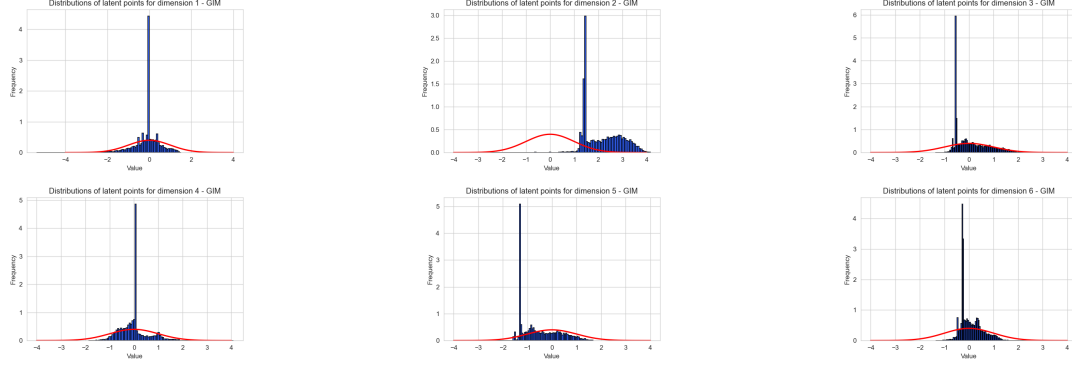 Distributions of latent points for dimension 1 - GIM
Frequency
4
3
2
1
0
−4 −2 0 2 4
Value
Distributions of latent points for dimension 2 - GIM
Frequency
3.0
2.5
2.0
1.5
1.0
0.5
0.0
−4 −3 −2 −1 0 1 2 3 4
Value
Distributions of latent points for dimension 3 - GIM
Frequency
6
5
4
3
2
1
0
−4 −3 −2 −1 0 1 2 3 4
Value
Distributions of latent points for dimension 4 - GIM
Frequency
5
4
3
2
1
0
−4 −3 −2 −1 0 1 2 3 4
Value
Distributions of latent points for dimension 5 - GIM
Frequency
5
4
3
2
1
0
−4 −3 −2 −1 0 1 2 3 4
Value
Distributions of latent points for dimension 6 - GIM
Frequency
4
3
2
1
0
−4 −3 −2 −1 0 1 2 3 4
Value